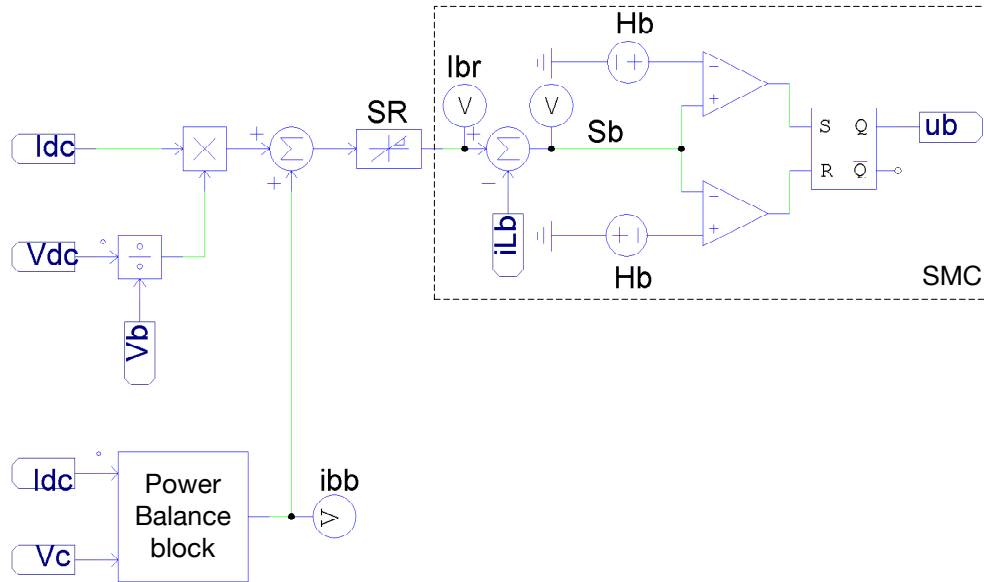 Hb
Ibr
V
V
SR
Idc
Σ
Σ
Sb
S Q
R Q̅
ub
Vdc
iLb
Hb
SMC
Vb
Idc
Vc
Power
Balance
block
ibb
V